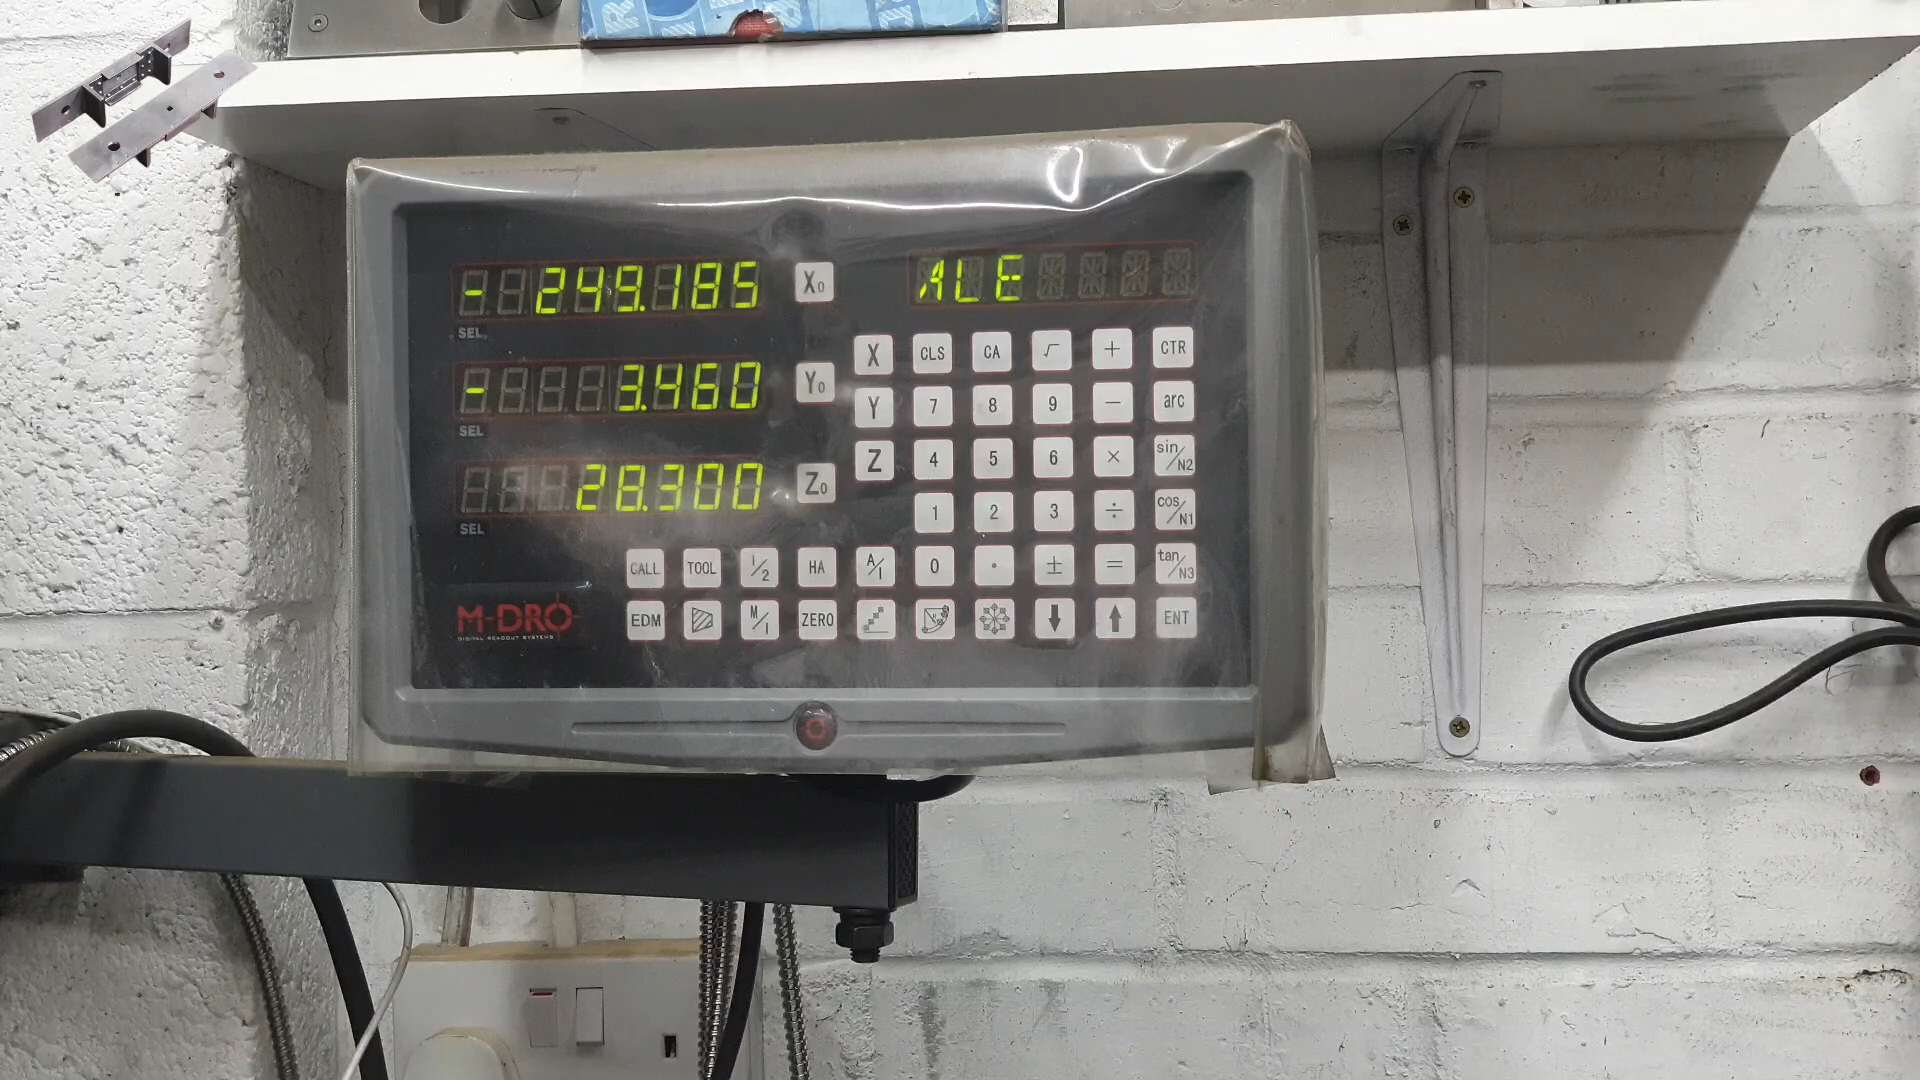 - 249.185 X0 ALE
SEL
- 3.460 Y0
SEL
28.300 Z0
SEL
X CLS CA √ + CTR
Y 7 8 9 − arc
Z 4 5 6 × sin/N2
1 2 3 ÷ cos/N1
CALL TOOL 1/2 HA A/I 0 . ± = tan/N3
EDM M/I ZERO ENT
M-DRO
DIGITAL READOUT SYSTEMS